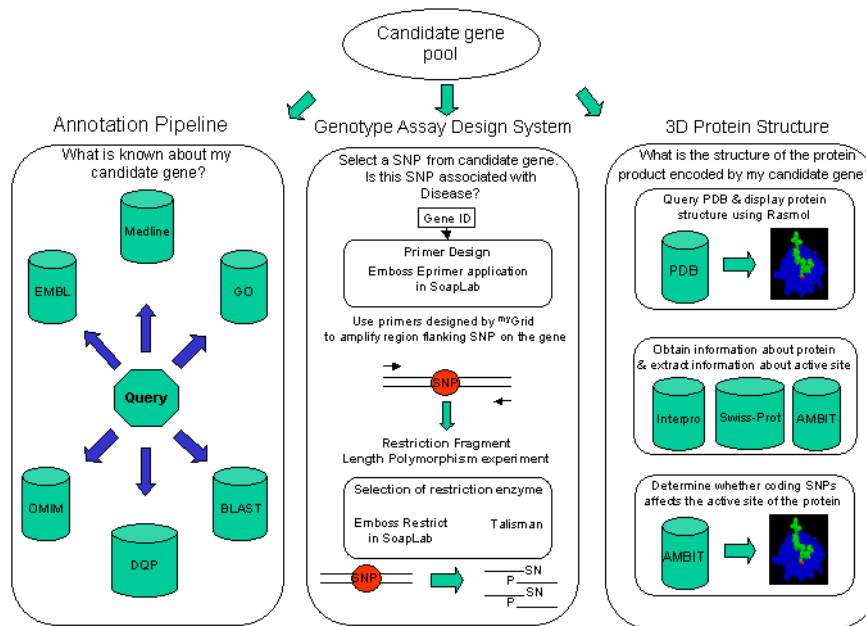 Candidate gene
pool
Annotation Pipeline
What is known about my
candidate gene?
Medline
EMBL
GO
Query
OMIM
BLAST
DQP
Genotype Assay Design System
Select a SNP from candidate gene.
Is this SNP associated with
Disease?
Gene ID
Primer Design
Emboss Eprimer application
in SoapLab
Use primers designed by myGrid
to amplify region flanking SNP on the gene
SNP
Restriction Fragment
Length Polymorphism experiment
Selection of restriction enzyme
Emboss Restrict
in SoapLab
Talisman
SNP
SN
P
SN
P
3D Protein Structure
What is the structure of the protein
product encoded by my candidate gene?
Query PDB & display protein
structure using Rasmol
PDB
Obtain information about protein
& extract information about active site
Interpro
Swiss-Prot
AMBIT
Determine whether coding SNPs
affects the active site of the protein
AMBIT